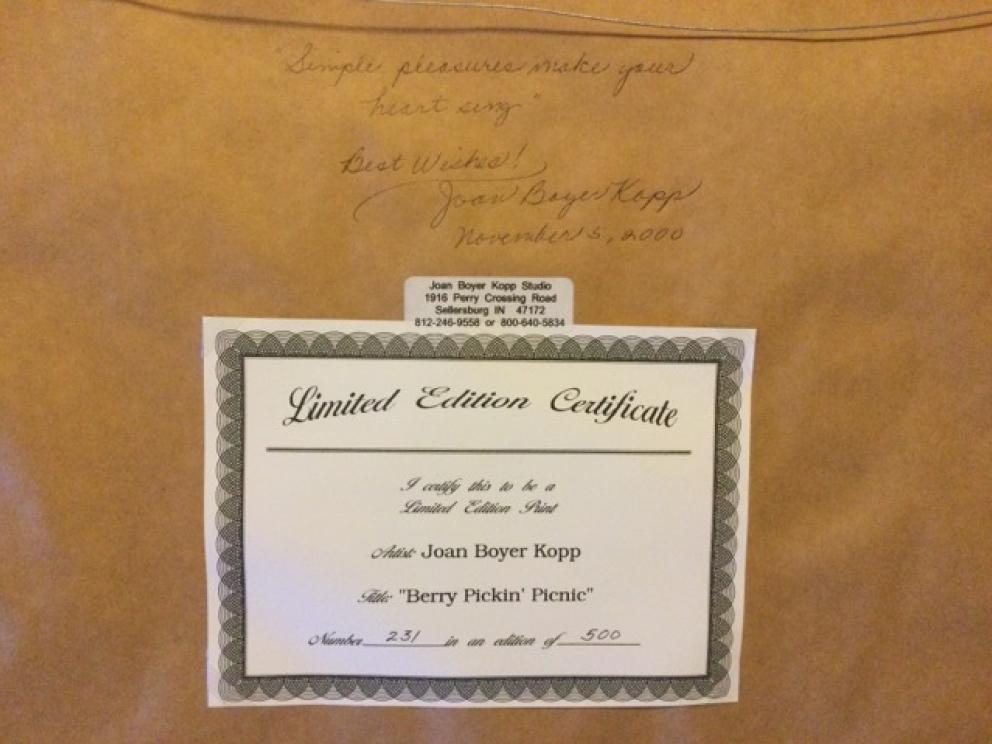 "Simple pleasures make your
heart sing"
Best Wishes!
Joan Boyer Kopp
November 5, 2000
Joan Boyer Kopp Studio
1916 Perry Crossing Road
Sellersburg IN 47172
812-246-9558 or 800-640-5834
Limited Edition Certificate
I certify this to be a
Limited Edition Print
Artist: Joan Boyer Kopp
Title: "Berry Pickin' Picnic"
Number 231 in an edition of 500